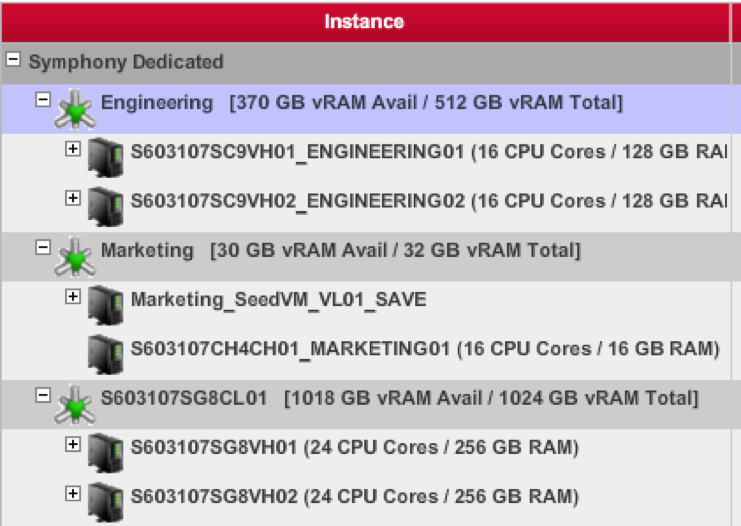 Instance
Symphony Dedicated
Engineering [370 GB vRAM Avail / 512 GB vRAM Total]
S603107SC9VH01_ENGINEERING01 (16 CPU Cores / 128 GB RA
S603107SC9VH02_ENGINEERING02 (16 CPU Cores / 128 GB RA
Marketing [30 GB vRAM Avail / 32 GB vRAM Total]
Marketing_SeedVM_VL01_SAVE
S603107CH4CH01_MARKETING01 (16 CPU Cores / 16 GB RAM)
S603107SG8CL01 [1018 GB vRAM Avail / 1024 GB vRAM Total]
S603107SG8VH01 (24 CPU Cores / 256 GB RAM)
S603107SG8VH02 (24 CPU Cores / 256 GB RAM)